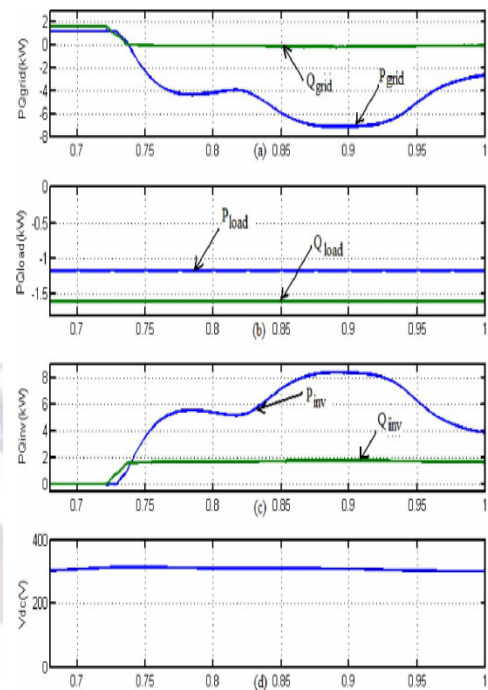 PQgrid(kW)
2
0
-2
-4
-6
-8
Qgrid
Pgrid
0.7 0.75 0.8 0.85 0.9 0.95 1
(a)
PQload(kW)
0
-0.5
-1
-1.5
Pload
Qload
0.7 0.75 0.8 0.85 0.9 0.95 1
(b)
PQinv(kW)
8
6
4
2
0
Pinv
Qinv
0.7 0.75 0.8 0.85 0.9 0.95 1
(c)
Vdc(V)
400
200
0
0.7 0.75 0.8 0.85 0.9 0.95 1
(d)